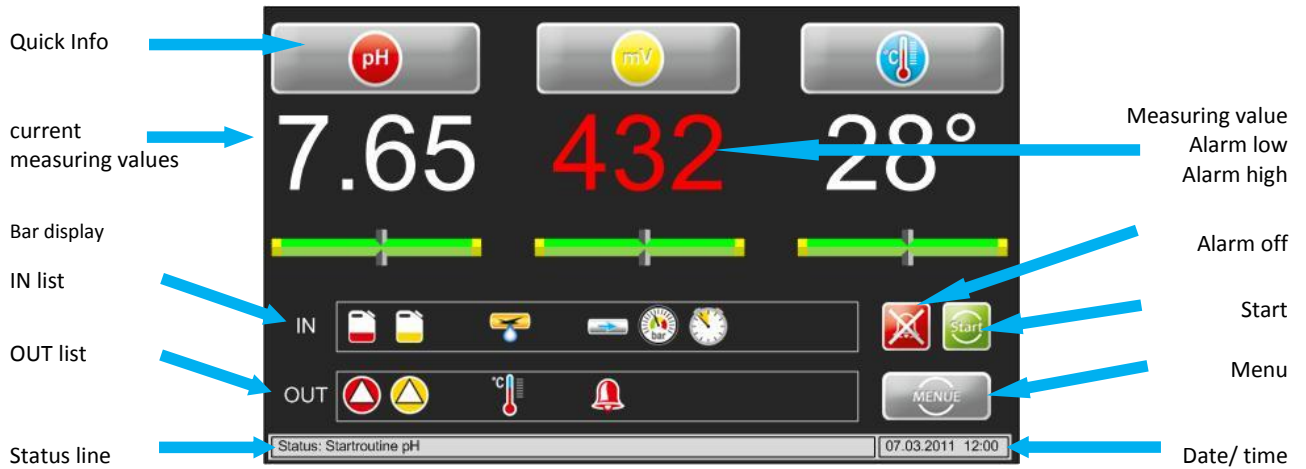 Quick Info
pH
mV
°C
current
measuring values
7.65
432
28°
Measuring value
Alarm low
Alarm high
Bar display
Alarm off
IN list
IN
bar
Start
Start
OUT list
OUT
°C
MENUE
Menu
Status line
Status: Startroutine pH
07.03.2011 12:00
Date/ time